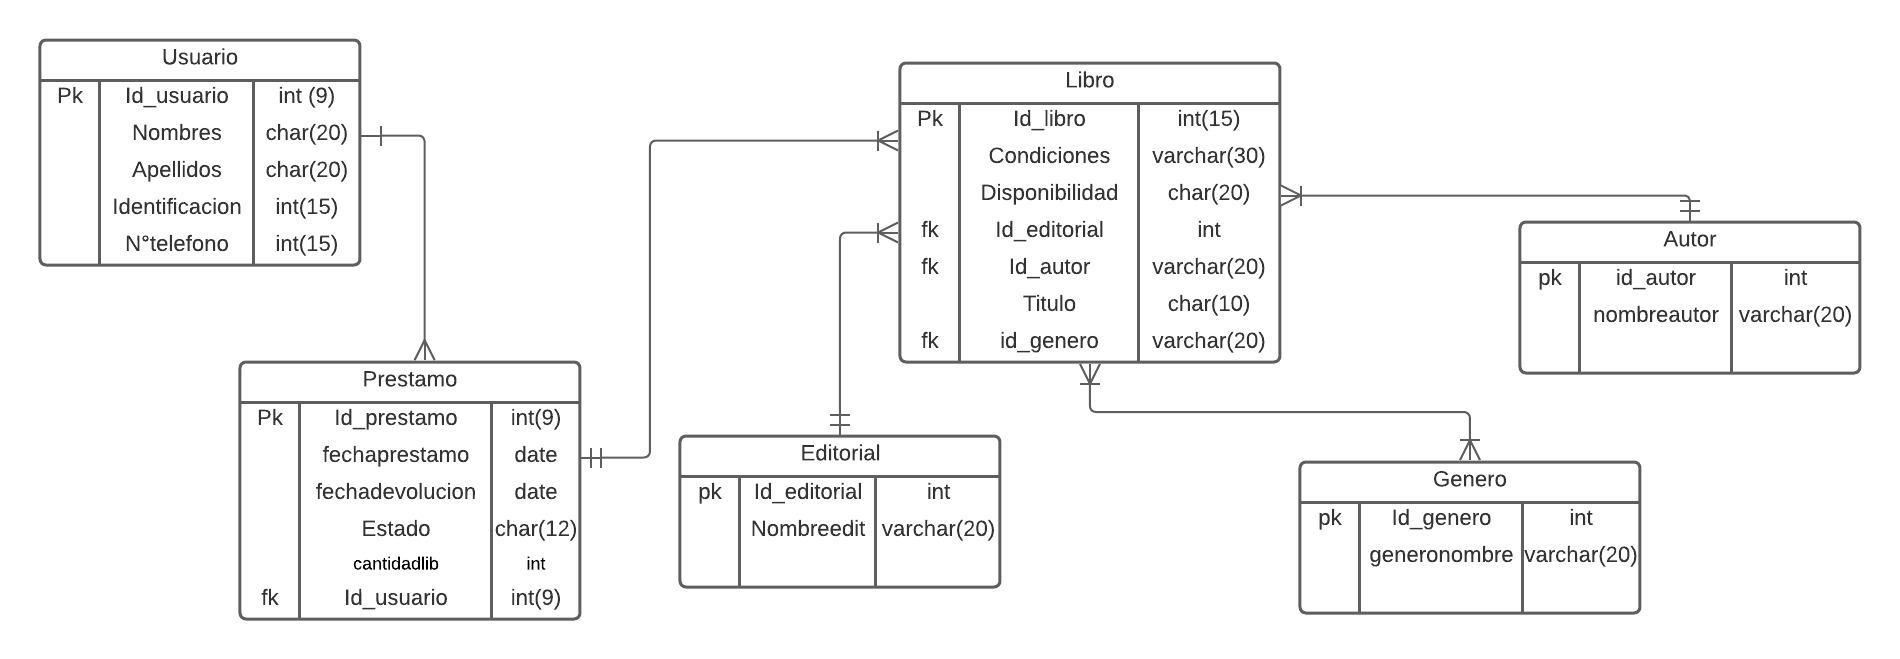 Usuario
Pk Id_usuario int (9)
Nombres char(20)
Apellidos char(20)
Identificacion int(15)
N°telefono int(15)
Libro
Pk Id_libro int(15)
Condiciones varchar(30)
Disponibilidad char(20)
fk Id_editorial int
fk Id_autor varchar(20)
Titulo char(10)
fk id_genero varchar(20)
Autor
pk id_autor int
nombreautor varchar(20)
Prestamo
Pk Id_prestamo int(9)
fechaprestamo date
fechadevolucion date
Estado char(12)
cantidadlib int
fk Id_usuario int(9)
Editorial
pk Id_editorial int
Nombreedit varchar(20)
Genero
pk Id_genero int
generonombre varchar(20)